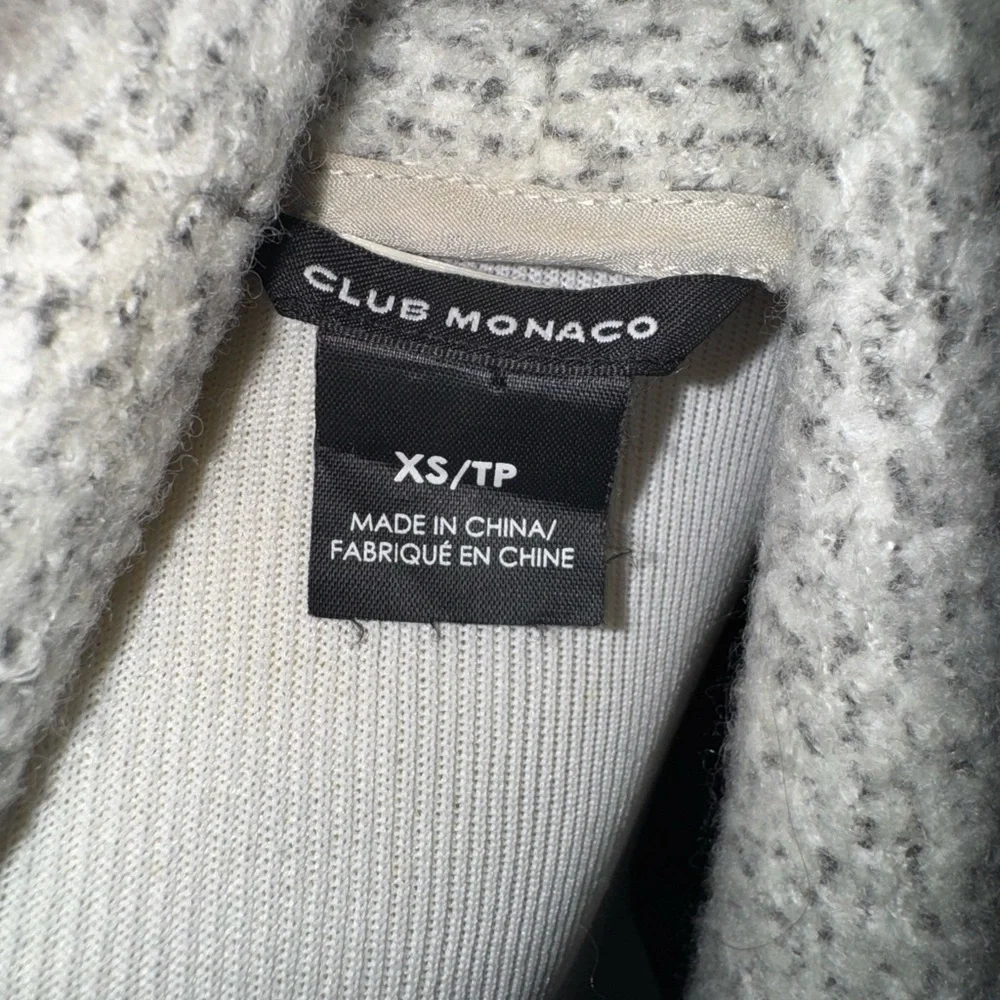 CLUB MONACO
XS/TP
MADE IN CHINA/
FABRIQUÉ EN CHINE